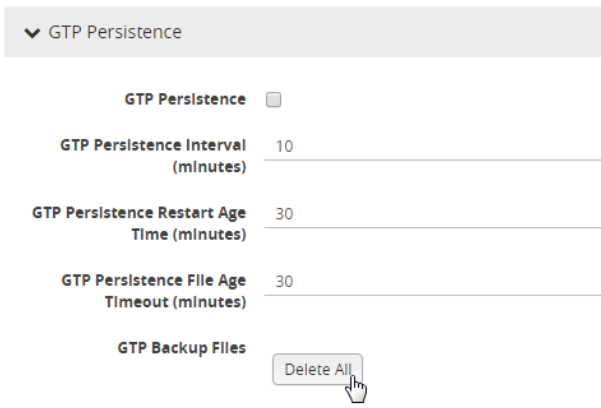 GTP Persistence
GTP Persistence
GTP Persistence Interval
(minutes)
10
GTP Persistence Restart Age
Time (minutes)
30
GTP Persistence File Age
Timeout (minutes)
30
GTP Backup Files
Delete All